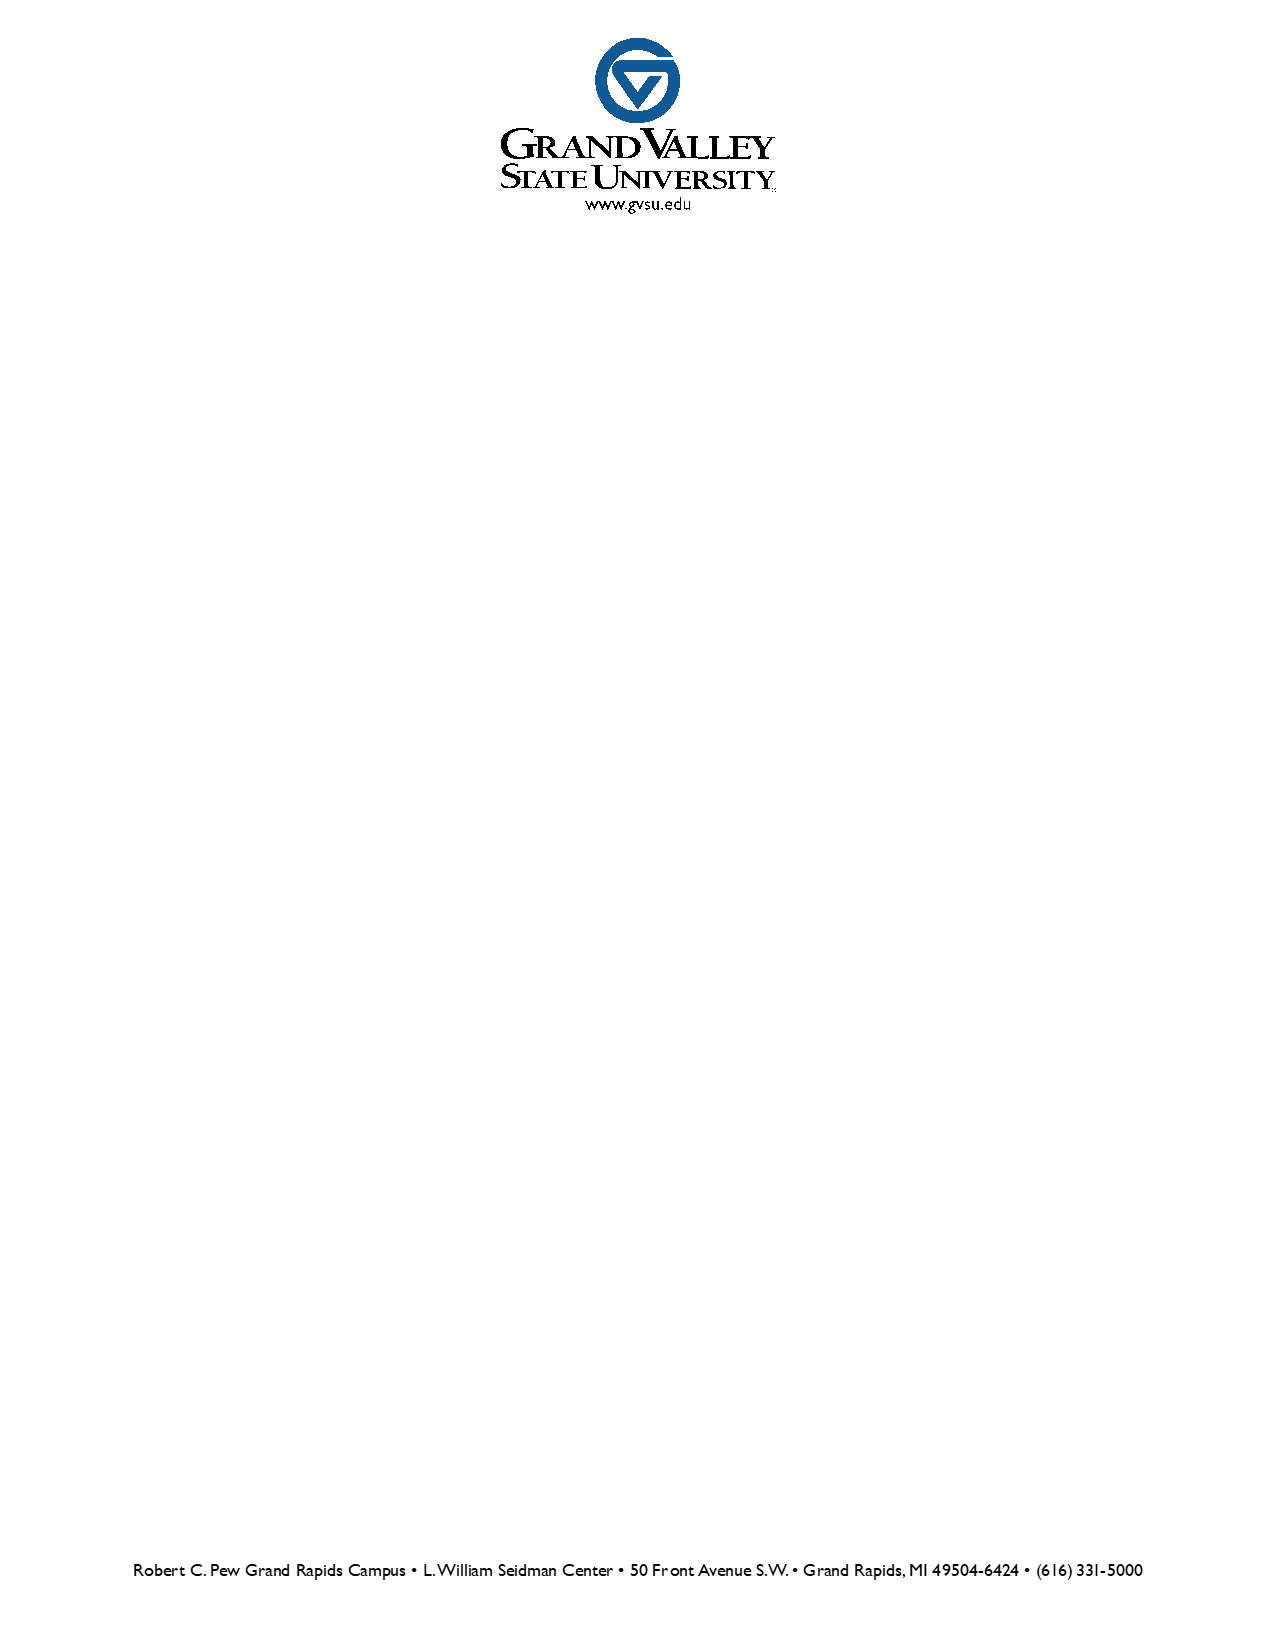 GRAND VALLEY
STATE UNIVERSITY
www.gvsu.edu
Robert C. Pew Grand Rapids Campus • L. William Seidman Center • 50 Front Avenue S.W. • Grand Rapids, MI 49504-6424 • (616) 331-5000